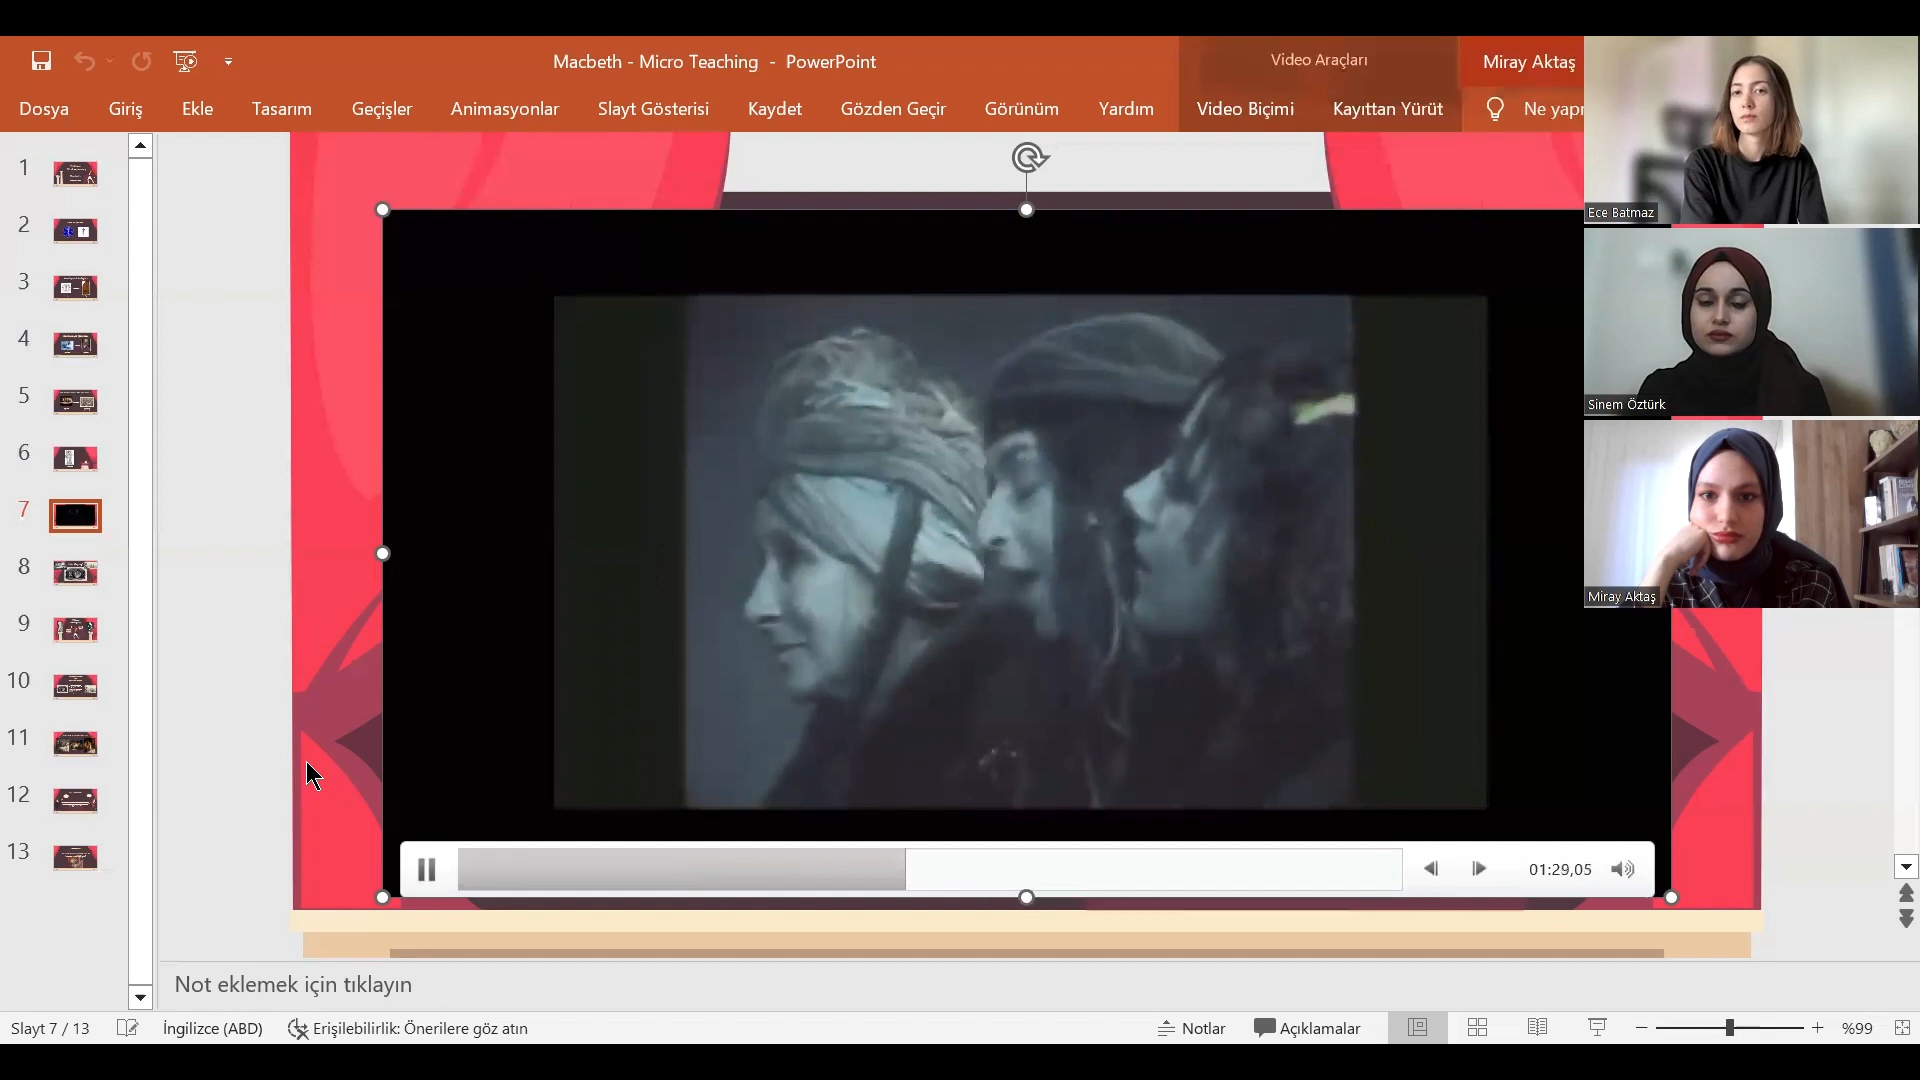 Macbeth - Micro Teaching - PowerPoint
Video Araçları
Miray Aktaş
Dosya Giriş Ekle Tasarım Geçişler Animasyonlar Slayt Gösterisi Kaydet Gözden Geçir Görünüm Yardım Video Biçimi Kayıttan Yürüt Ne yapı
Ece Batmaz
Sinem Öztürk
Miray Aktaş
1
2
3
4
5
6
7
8
9
10
11
12
13
01:29,05
Not eklemek için tıklayın
Slayt 7 / 13 İngilizce (ABD) Erişilebilirlik: Önerilere göz atın Notlar Açıklamalar %99